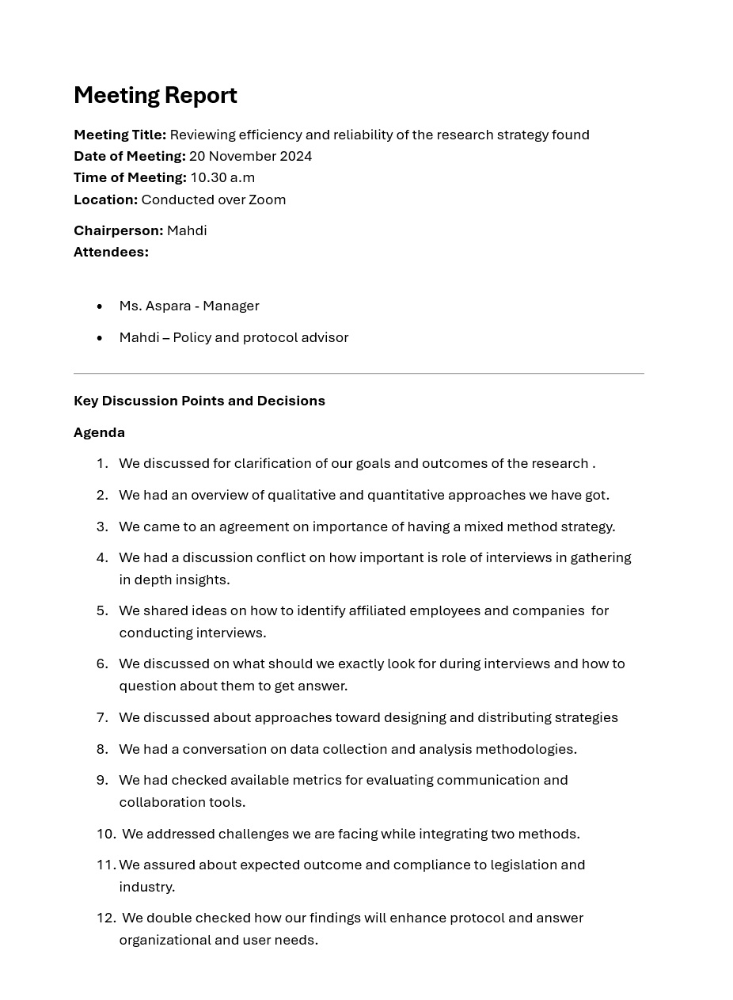 Meeting Report
Meeting Title: Reviewing efficiency and reliability of the research strategy found
Date of Meeting: 20 November 2024
Time of Meeting: 10.30 a.m
Location: Conducted over Zoom
Chairperson: Mahdi
Attendees:
• Ms. Aspara - Manager
• Mahdi – Policy and protocol advisor
Key Discussion Points and Decisions
Agenda
1. We discussed for clarification of our goals and outcomes of the research .
2. We had an overview of qualitative and quantitative approaches we have got.
3. We came to an agreement on importance of having a mixed method strategy.
4. We had a discussion conflict on how important is role of interviews in gathering
in depth insights.
5. We shared ideas on how to identify affiliated employees and companies  for
conducting interviews.
6. We discussed on what should we exactly look for during interviews and how to
question about them to get answer.
7. We discussed about approaches toward designing and distributing strategies
8. We had a conversation on data collection and analysis methodologies.
9. We had checked available metrics for evaluating communication and
collaboration tools.
10. We addressed challenges we are facing while integrating two methods.
11. We assured about expected outcome and compliance to legislation and
industry.
12. We double checked how our findings will enhance protocol and answer
organizational and user needs.